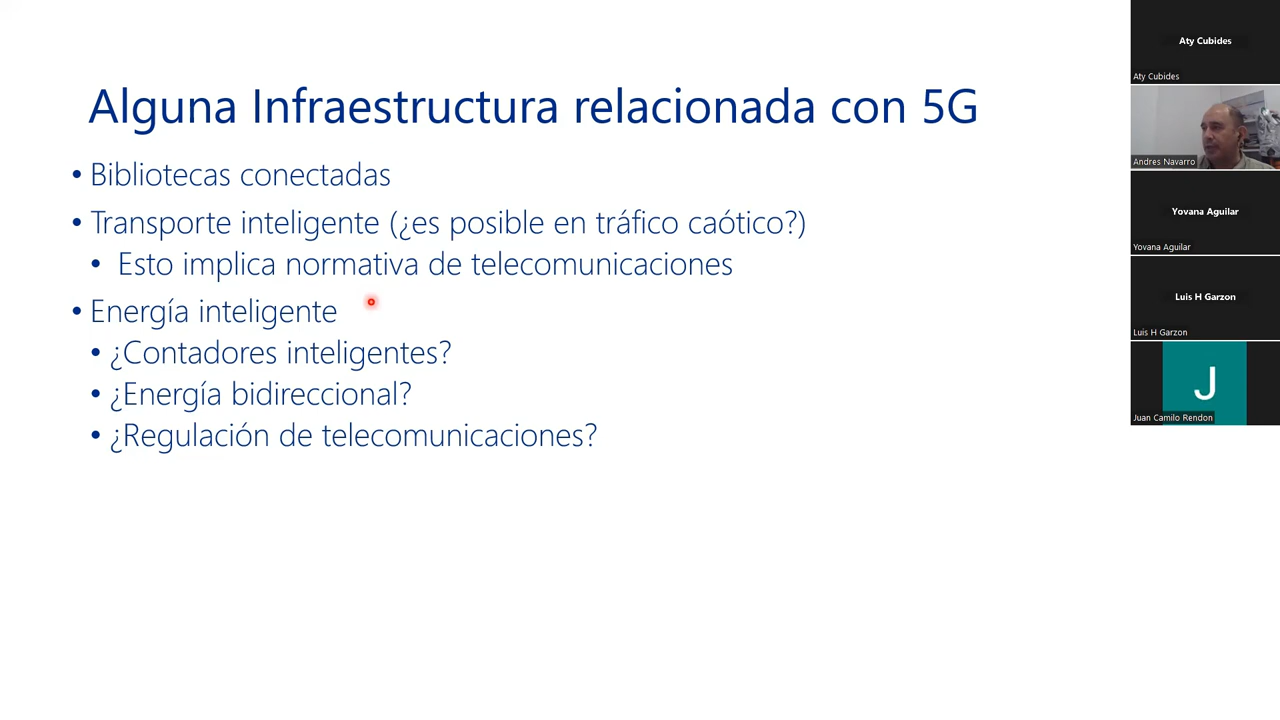 Alguna Infraestructura relacionada con 5G
• Bibliotecas conectadas
• Transporte inteligente (¿es posible en tráfico caótico?)
• Esto implica normativa de telecomunicaciones
• Energía inteligente
• ¿Contadores inteligentes?
• ¿Energía bidireccional?
• ¿Regulación de telecomunicaciones?
Aty Cubides
Aty Cubides
Andres Navarro
Yovana Aguilar
Yovana Aguilar
Luis H Garzon
Luis H Garzon
J
Juan Camilo Rendon